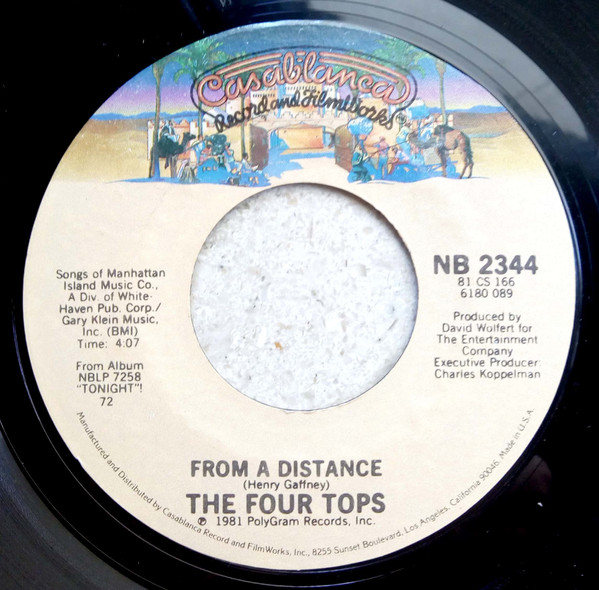 Casablanca
Record and FilmWorks
Songs of Manhattan
Island Music Co.,
A Div. of White-
Haven Pub. Corp./
Gary Klein Music,
Inc. (BMI)
Time: 4:07
From Album
NBLP 7258
"TONIGHT"!
72
NB 2344
81 CS 166
6180 089
Produced by
David Wolfert for
The Entertainment
Company
Executive Producer:
Charles Koppelman
FROM A DISTANCE
(Henry Gaffney)
THE FOUR TOPS
℗ 1981 PolyGram Records, Inc.
Manufactured and Distributed by Casablanca Record and FilmWorks, Inc., 8255 Sunset Boulevard, Los Angeles, California 90046. Made in U.S.A.